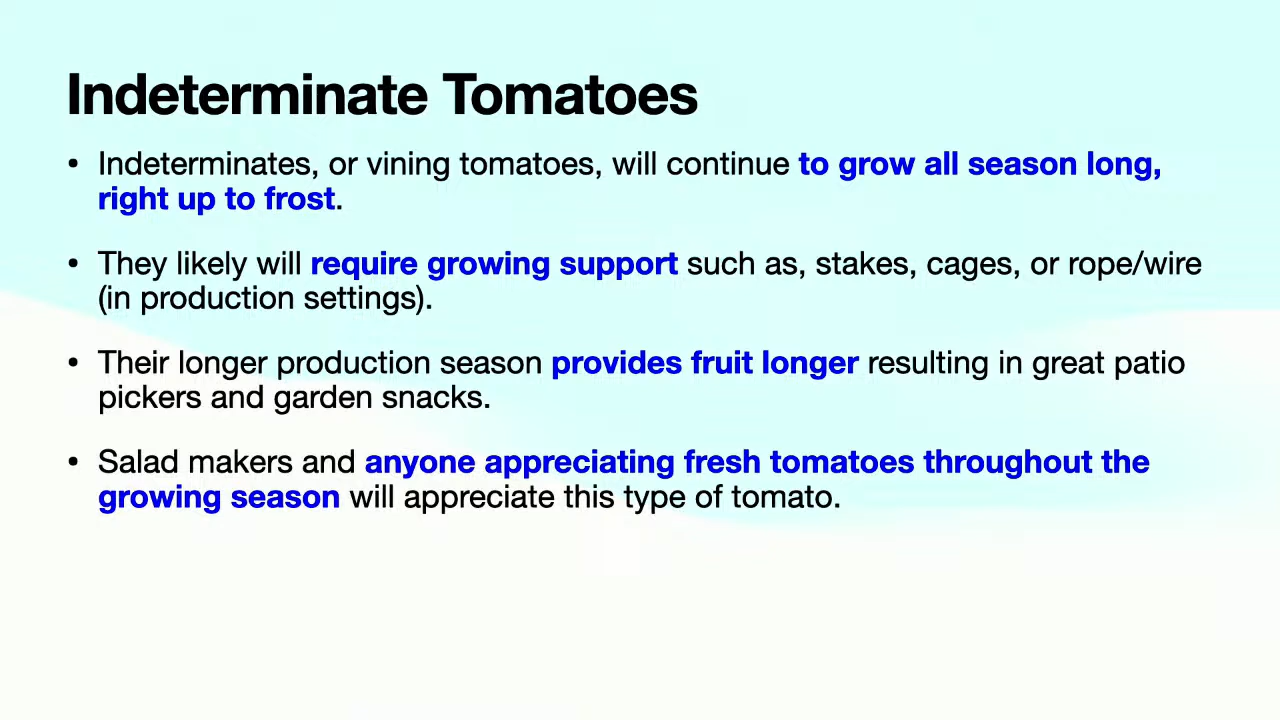 Indeterminate Tomatoes
• Indeterminates, or vining tomatoes, will continue to grow all season long,
right up to frost.
• They likely will require growing support such as, stakes, cages, or rope/wire
(in production settings).
• Their longer production season provides fruit longer resulting in great patio
pickers and garden snacks.
• Salad makers and anyone appreciating fresh tomatoes throughout the
growing season will appreciate this type of tomato.